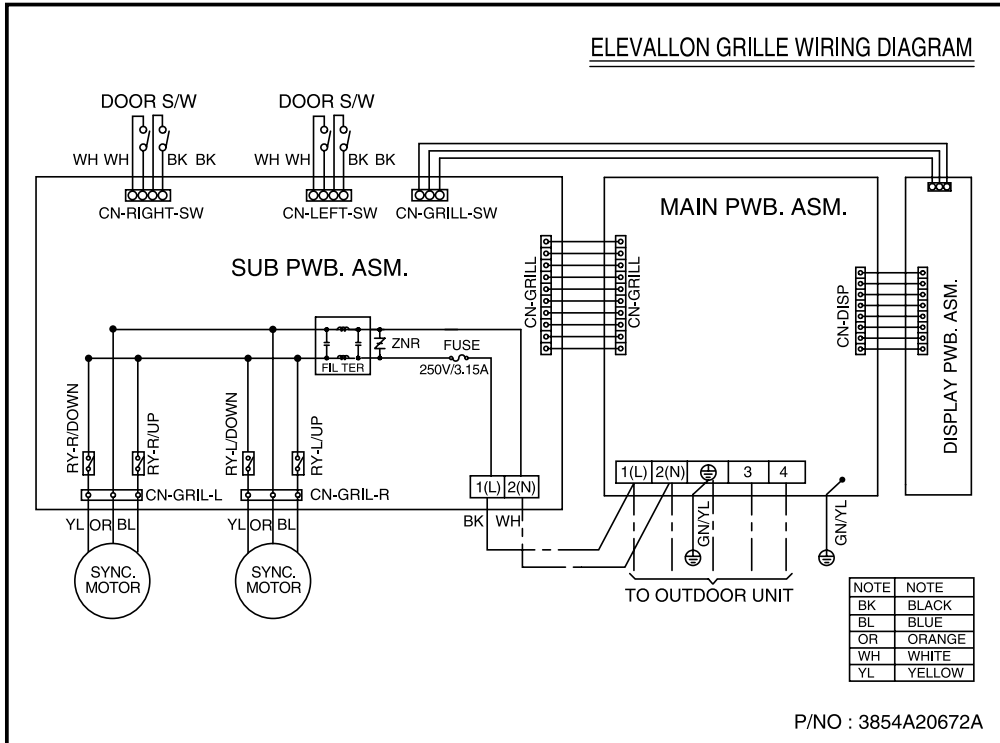 ELEVALLON GRILLE WIRING DIAGRAM
DOOR S/W
DOOR S/W
WH WH
BK BK
WH WH
BK BK
CN-RIGHT-SW
CN-LEFT-SW
CN-GRILL-SW
MAIN PWB. ASM.
SUB PWB. ASM.
CN-GRILL
CN-GRILL
CN-DISP
DISPLAY PWB. ASM.
ZNR
FUSE
FIL TER
250V/3.15A
RY-R/DOWN
RY-R/UP
RY-L/DOWN
RY-L/UP
CN-GRIL-L
CN-GRIL-R
1(L) 2(N)
1(L) 2(N) 3 4
YL OR BL
YL OR BL
BK WH
GN/YL
GN/YL
SYNC.
MOTOR
SYNC.
MOTOR
TO OUTDOOR UNIT
NOTE NOTE
BK BLACK
BL BLUE
OR ORANGE
WH WHITE
YL YELLOW
P/NO : 3854A20672A